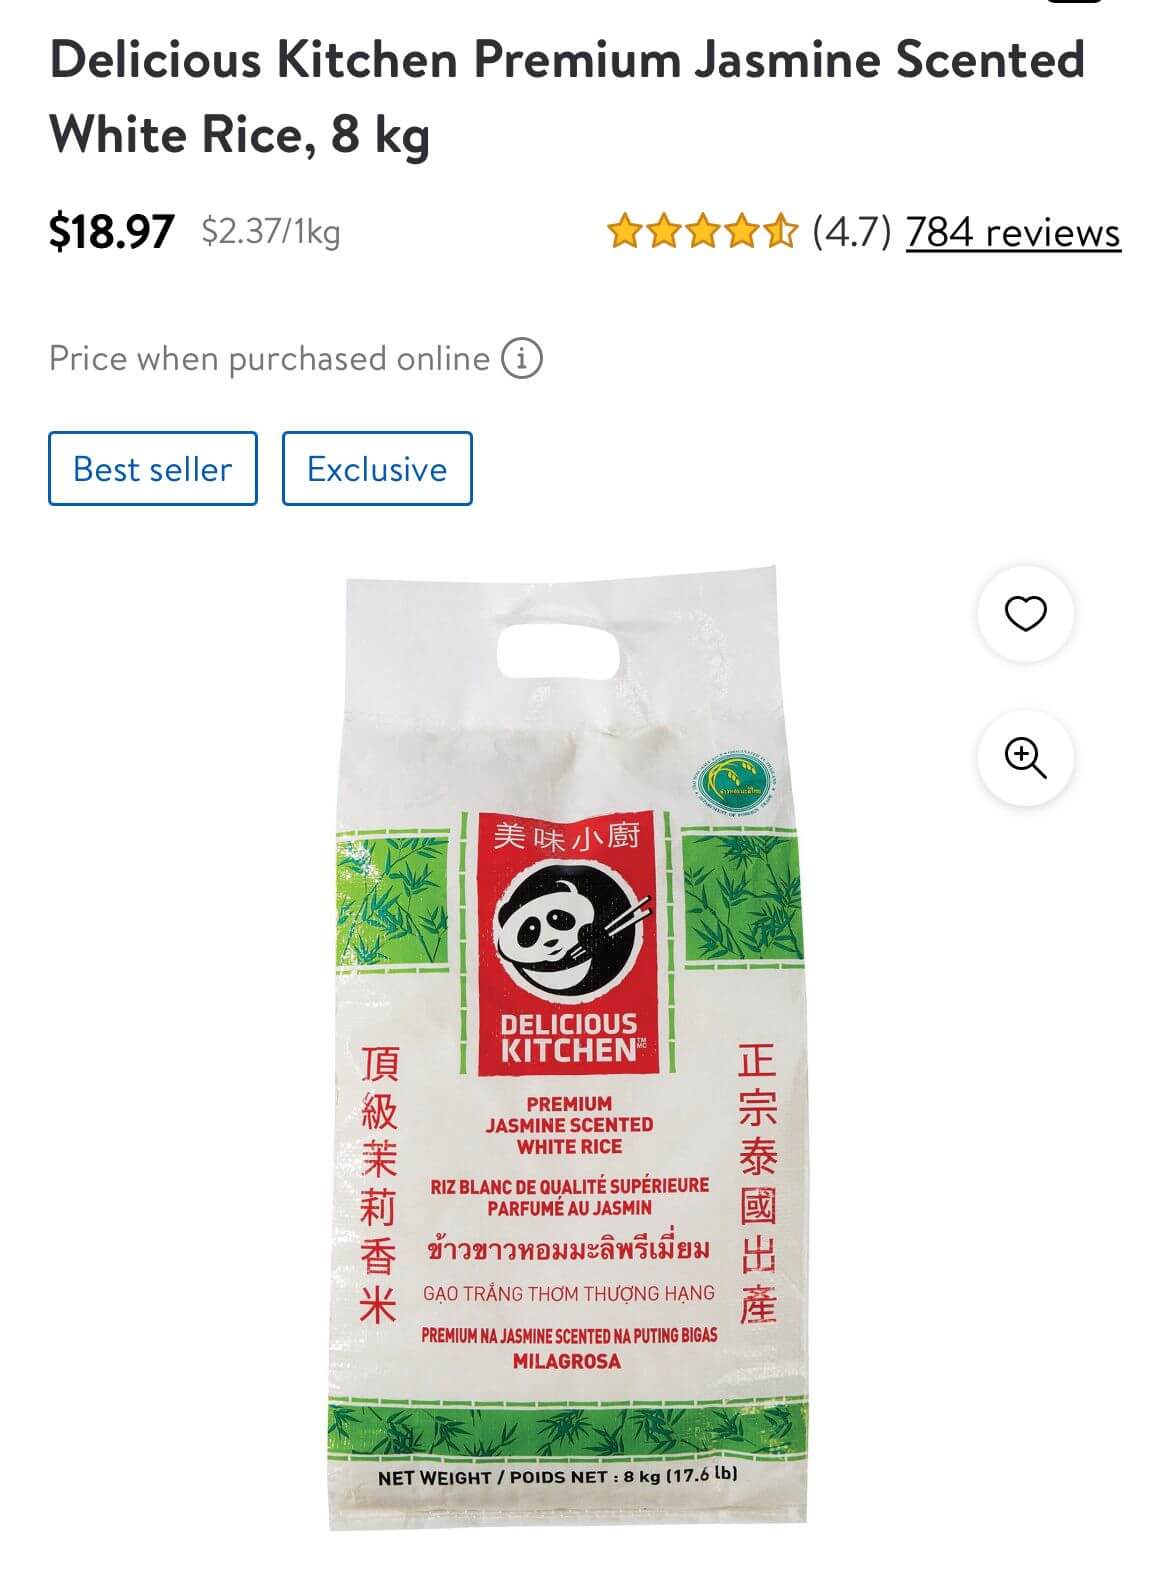 Delicious Kitchen Premium Jasmine Scented
White Rice, 8 kg
$18.97 $2.37/1kg (4.7) 784 reviews
Price when purchased online
Best seller Exclusive
美味小廚
DELICIOUS
KITCHEN TM MC
頂級茉莉香米
正宗泰國出產
PREMIUM
JASMINE SCENTED
WHITE RICE
RIZ BLANC DE QUALITÉ SUPÉRIEURE
PARFUMÉ AU JASMIN
ข้าวขาวหอมมะลิพรีเมี่ยม
GẠO TRẮNG THƠM THƯỢNG HẠNG
PREMIUM NA JASMINE SCENTED NA PUTING BIGAS
MILAGROSA
NET WEIGHT / POIDS NET : 8 kg (17.6 lb)